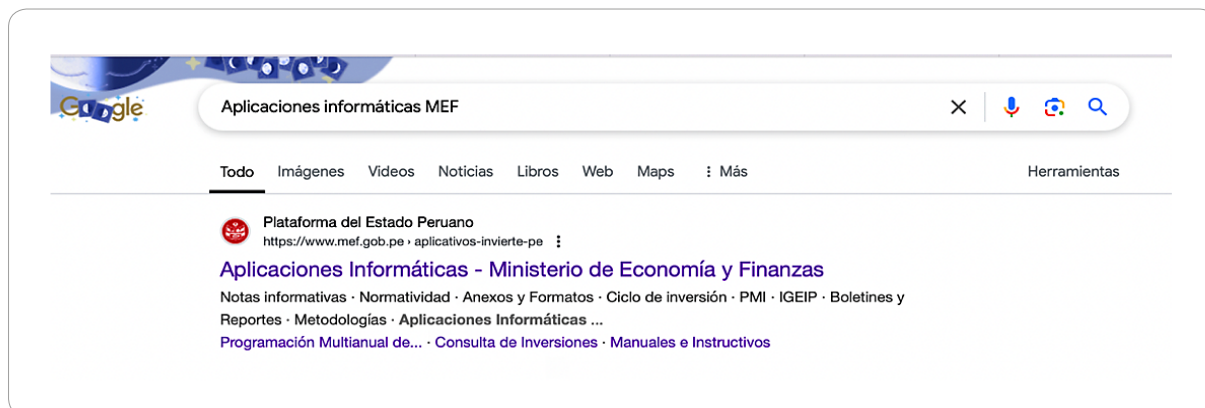 Google
Aplicaciones informáticas MEF
Todo Imágenes Videos Noticias Libros Web Maps Más Herramientas
Plataforma del Estado Peruano
https://www.mef.gob.pe › aplicativos-invierte-pe
Aplicaciones Informáticas - Ministerio de Economía y Finanzas
Notas informativas · Normatividad · Anexos y Formatos · Ciclo de inversión · PMI · IGEIP · Boletines y
Reportes · Metodologías · Aplicaciones Informáticas ...
Programación Multianual de... · Consulta de Inversiones · Manuales e Instructivos